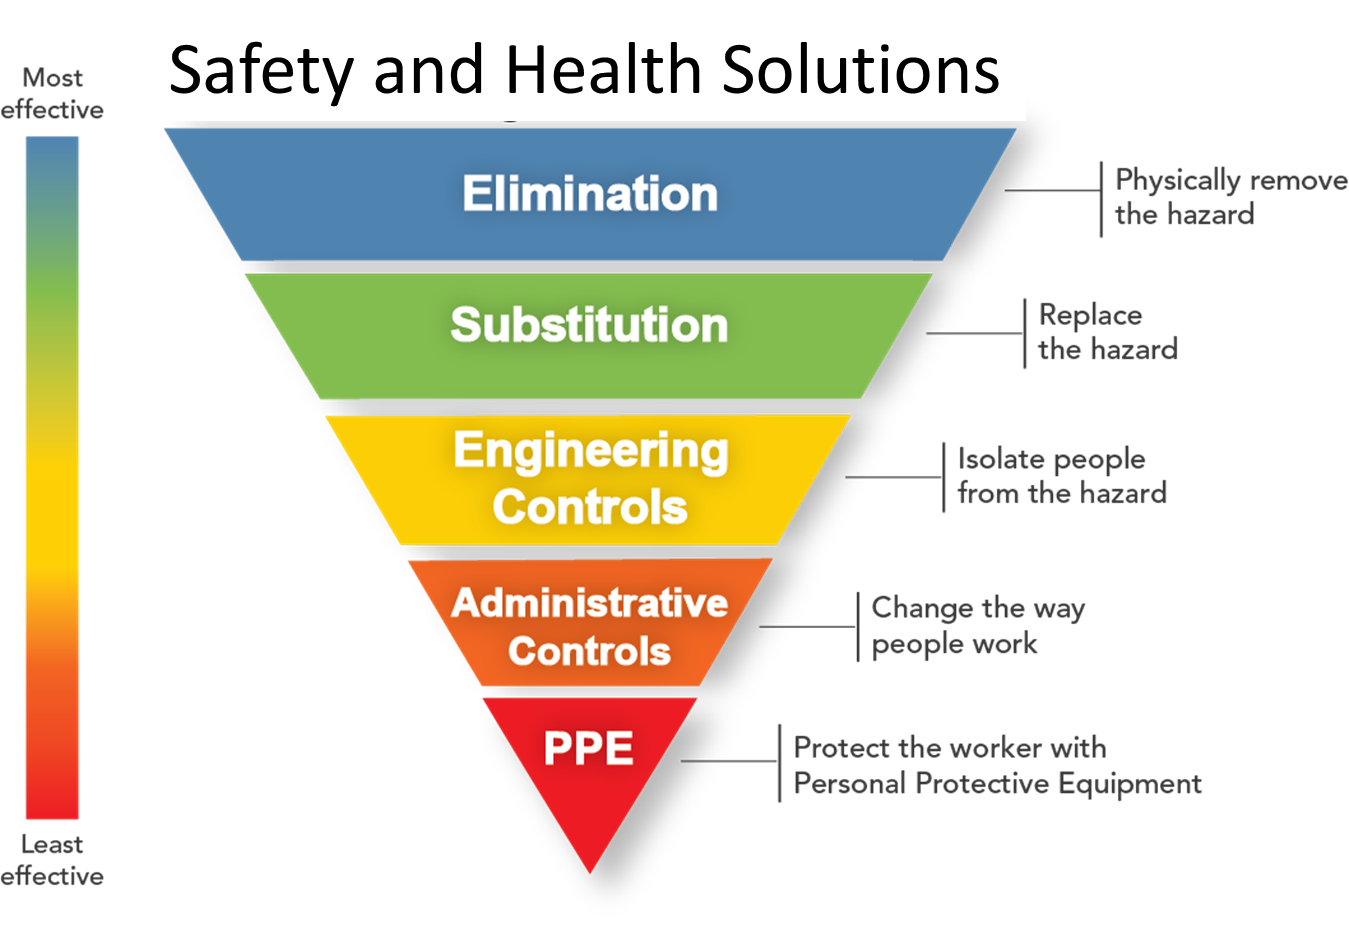 Safety and Health Solutions
Most
effective
Elimination
Physically remove
the hazard
Substitution
Replace
the hazard
Engineering
Controls
Isolate people
from the hazard
Administrative
Controls
Change the way
people work
PPE
Protect the worker with
Personal Protective Equipment
Least
effective